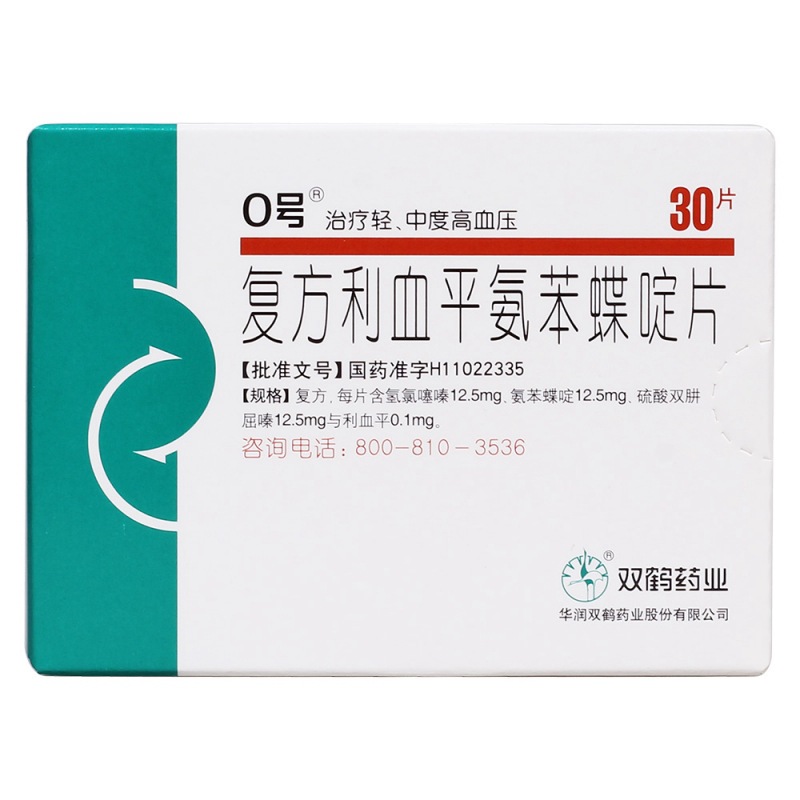 0号® 治疗轻、中度高血压 30片
复方利血平氨苯蝶啶片
【批准文号】国药准字H11022335
【规格】复方,每片含氢氯噻嗪12.5mg、氨苯蝶啶12.5mg、硫酸双肼
屈嗪12.5mg与利血平0.1mg。
咨询电话:800-810-3536
® 双鹤药业
华润双鹤药业股份有限公司